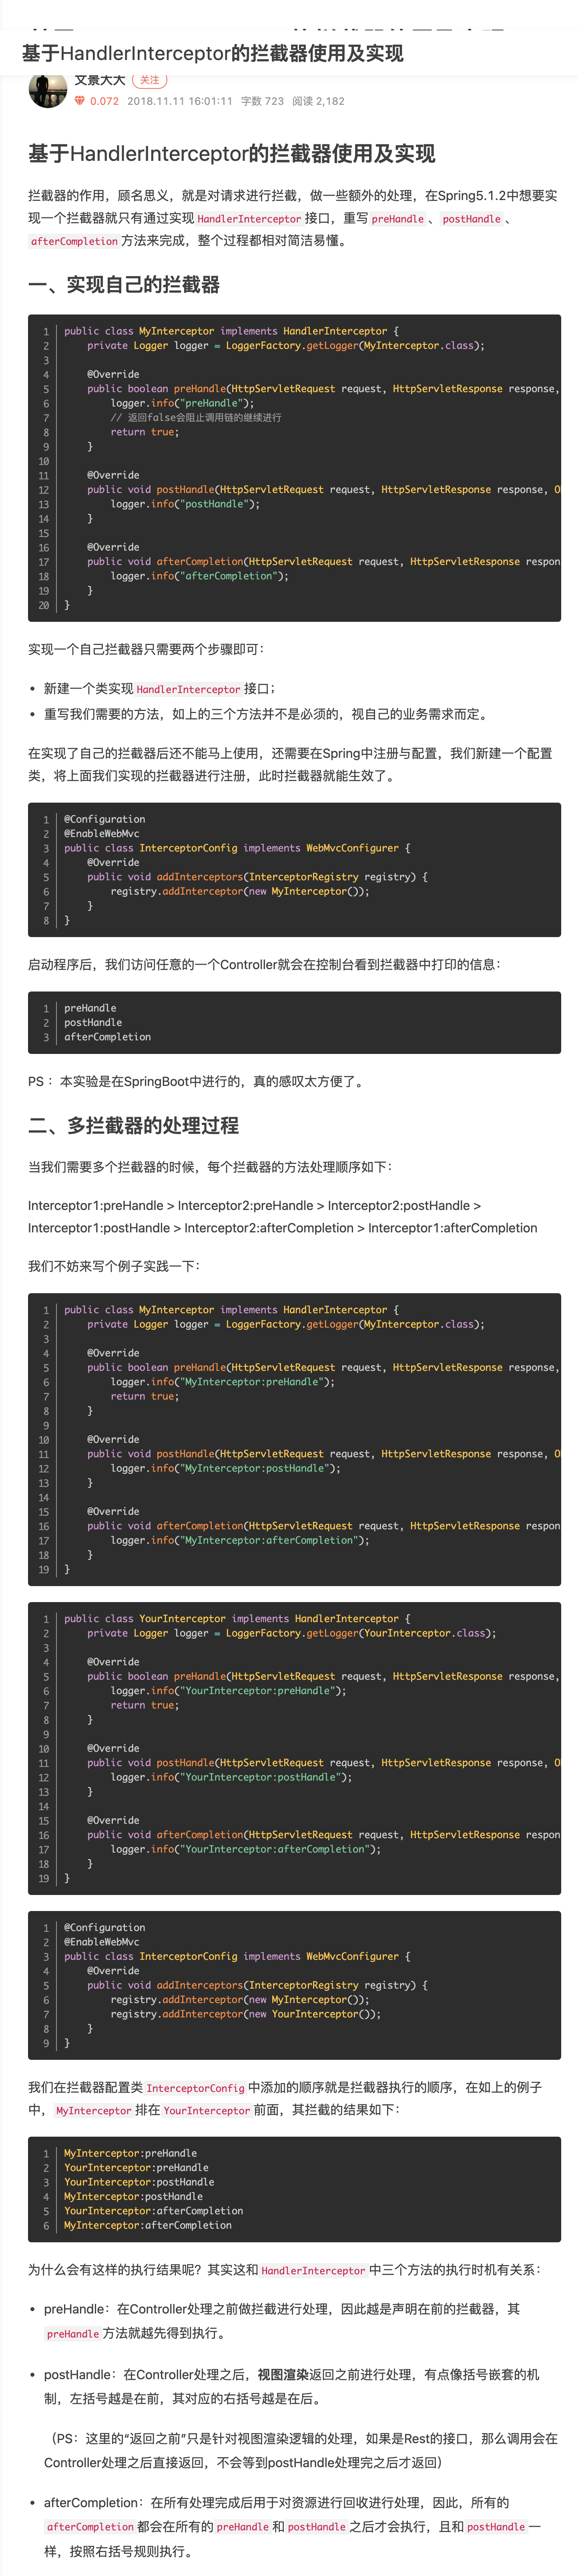 基于HandlerInterceptor的拦截器使用及实现
文景大大 关注
0.072 2018.11.11 16:01:11 字数 723 阅读 2,182
基于HandlerInterceptor的拦截器使用及实现
拦截器的作用，顾名思义，就是对请求进行拦截，做一些额外的处理，在Spring5.1.2中想要实
现一个拦截器就只有通过实现 HandlerInterceptor 接口，重写 preHandle 、 postHandle 、
afterCompletion 方法来完成，整个过程都相对简洁易懂。
一、实现自己的拦截器
1 public class MyInterceptor implements HandlerInterceptor {
2     private Logger logger = LoggerFactory.getLogger(MyInterceptor.class);
3
4     @Override
5     public boolean preHandle(HttpServletRequest request, HttpServletResponse response,
6         logger.info("preHandle");
7         // 返回false会阻止调用链的继续进行
8         return true;
9     }
10
11     @Override
12     public void postHandle(HttpServletRequest request, HttpServletResponse response, O
13         logger.info("postHandle");
14     }
15
16     @Override
17     public void afterCompletion(HttpServletRequest request, HttpServletResponse respon
18         logger.info("afterCompletion");
19     }
20 }
实现一个自己拦截器只需要两个步骤即可：
• 新建一个类实现 HandlerInterceptor 接口；
• 重写我们需要的方法，如上的三个方法并不是必须的，视自己的业务需求而定。
在实现了自己的拦截器后还不能马上使用，还需要在Spring中注册与配置，我们新建一个配置
类，将上面我们实现的拦截器进行注册，此时拦截器就能生效了。
1 @Configuration
2 @EnableWebMvc
3 public class InterceptorConfig implements WebMvcConfigurer {
4     @Override
5     public void addInterceptors(InterceptorRegistry registry) {
6         registry.addInterceptor(new MyInterceptor());
7     }
8 }
启动程序后，我们访问任意的一个Controller就会在控制台看到拦截器中打印的信息：
1 preHandle
2 postHandle
3 afterCompletion
PS ：本实验是在SpringBoot中进行的，真的感叹太方便了。
二、多拦截器的处理过程
当我们需要多个拦截器的时候，每个拦截器的方法处理顺序如下：
Interceptor1:preHandle > Interceptor2:preHandle > Interceptor2:postHandle >
Interceptor1:postHandle > Interceptor2:afterCompletion > Interceptor1:afterCompletion
我们不妨来写个例子实践一下：
1 public class MyInterceptor implements HandlerInterceptor {
2     private Logger logger = LoggerFactory.getLogger(MyInterceptor.class);
3
4     @Override
5     public boolean preHandle(HttpServletRequest request, HttpServletResponse response,
6         logger.info("MyInterceptor:preHandle");
7         return true;
8     }
9
10     @Override
11     public void postHandle(HttpServletRequest request, HttpServletResponse response, O
12         logger.info("MyInterceptor:postHandle");
13     }
14
15     @Override
16     public void afterCompletion(HttpServletRequest request, HttpServletResponse respon
17         logger.info("MyInterceptor:afterCompletion");
18     }
19 }
1 public class YourInterceptor implements HandlerInterceptor {
2     private Logger logger = LoggerFactory.getLogger(YourInterceptor.class);
3
4     @Override
5     public boolean preHandle(HttpServletRequest request, HttpServletResponse response,
6         logger.info("YourInterceptor:preHandle");
7         return true;
8     }
9
10     @Override
11     public void postHandle(HttpServletRequest request, HttpServletResponse response, O
12         logger.info("YourInterceptor:postHandle");
13     }
14
15     @Override
16     public void afterCompletion(HttpServletRequest request, HttpServletResponse respon
17         logger.info("YourInterceptor:afterCompletion");
18     }
19 }
1 @Configuration
2 @EnableWebMvc
3 public class InterceptorConfig implements WebMvcConfigurer {
4     @Override
5     public void addInterceptors(InterceptorRegistry registry) {
6         registry.addInterceptor(new MyInterceptor());
7         registry.addInterceptor(new YourInterceptor());
8     }
9 }
我们在拦截器配置类 InterceptorConfig 中添加的顺序就是拦截器执行的顺序，在如上的例子
中， MyInterceptor 排在 YourInterceptor 前面，其拦截的结果如下：
1 MyInterceptor:preHandle
2 YourInterceptor:preHandle
3 YourInterceptor:postHandle
4 MyInterceptor:postHandle
5 YourInterceptor:afterCompletion
6 MyInterceptor:afterCompletion
为什么会有这样的执行结果呢？其实这和 HandlerInterceptor 中三个方法的执行时机有关系：
• preHandle：在Controller处理之前做拦截进行处理，因此越是声明在前的拦截器，其
preHandle 方法就越先得到执行。
• postHandle：在Controller处理之后，视图渲染返回之前进行处理，有点像括号嵌套的机
制，左括号越是在前，其对应的右括号越是在后。
（PS：这里的“返回之前”只是针对视图渲染逻辑的处理，如果是Rest的接口，那么调用会在
Controller处理之后直接返回，不会等到postHandle处理完之后才返回）
• afterCompletion：在所有处理完成后用于对资源进行回收进行处理，因此，所有的
afterCompletion 都会在所有的 preHandle 和 postHandle 之后才会执行，且和 postHandle 一
样，按照右括号规则执行。